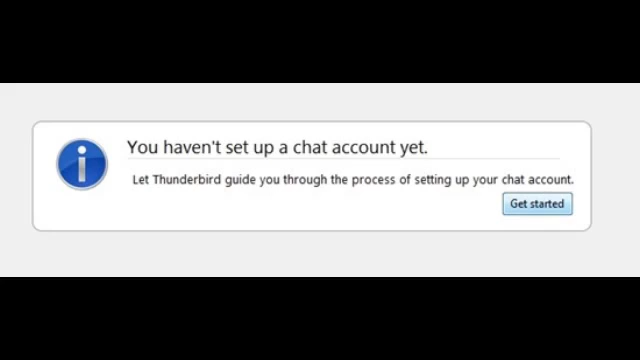 You haven't set up a chat account yet.
Let Thunderbird guide you through the process of setting up your chat account.
Get started